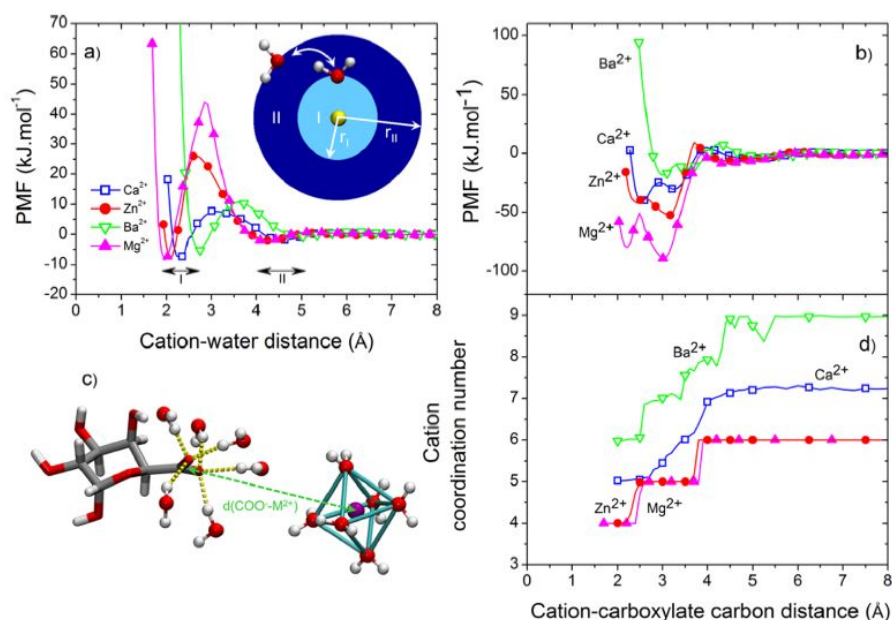 a)
PMF (kJ.mol⁻¹)
70
60
50
40
30
20
10
0
-10
-20
Ca²⁺
Zn²⁺
Ba²⁺
Mg²⁺
II
I
r_I
r_II
I
II
0 1 2 3 4 5 6 7 8
Cation-water distance (Å)
b)
PMF (kJ.mol⁻¹)
100
50
0
-50
-100
Ba²⁺
Ca²⁺
Zn²⁺
Mg²⁺
c)
d(COO⁻-M²⁺)
d)
Cation
coordination number
9
8
7
6
5
4
3
Ba²⁺
Ca²⁺
Zn²⁺
Mg²⁺
0 1 2 3 4 5 6 7 8
Cation-carboxylate carbon distance (Å)